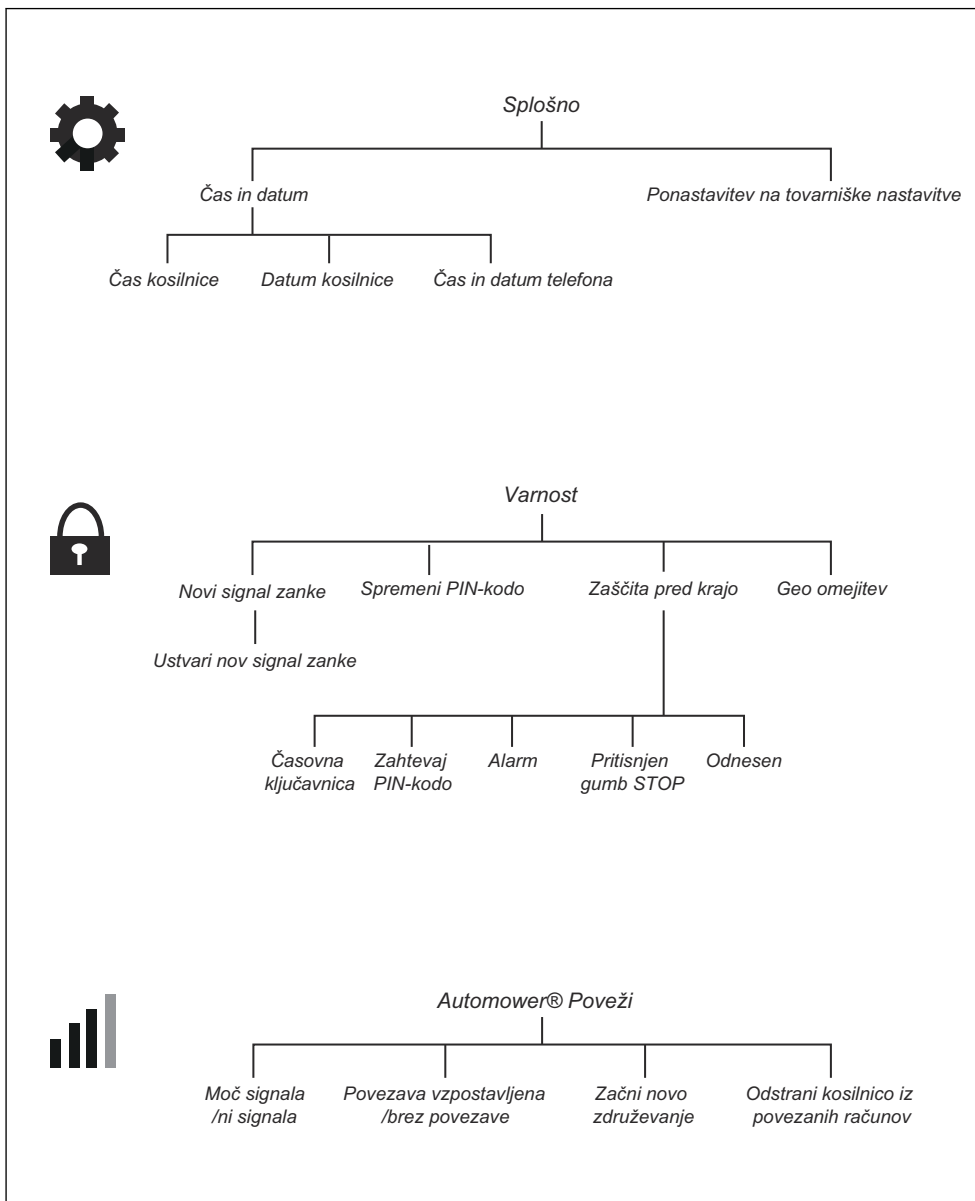 Splošno
Čas in datum
Ponastavitev na tovarniške nastavitve
Čas kosilnice
Datum kosilnice
Čas in datum telefona
Varnost
Novi signal zanke
Spremeni PIN-kodo
Zaščita pred krajo
Geo omejitev
Ustvari nov signal zanke
Časovna
ključavnica
Zahtevaj
PIN-kodo
Alarm
Pritisnjen
gumb STOP
Odnesen
Automower® Poveži
Moč signala
/ni signala
Povezava vzpostavljena
/brez povezave
Začni novo
združevanje
Odstrani kosilnico iz
povezanih računov